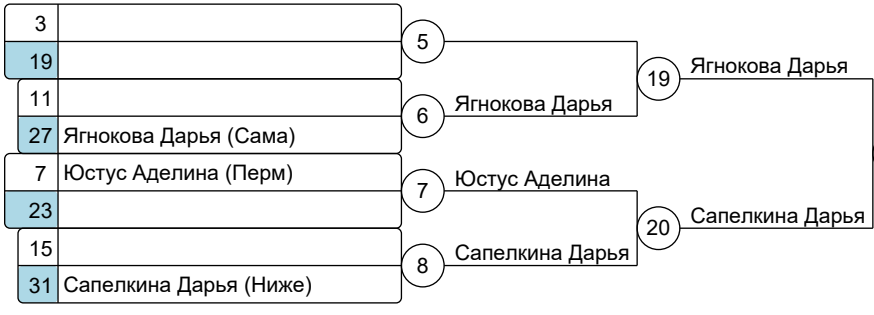 3
5
19
19 Ягнокова Дарья
11
6 Ягнокова Дарья
27 Ягнокова Дарья (Сама)
7 Юстус Аделина (Перм)
7 Юстус Аделина
23
20 Сапелкина Дарья
15
8 Сапелкина Дарья
31 Сапелкина Дарья (Ниже)